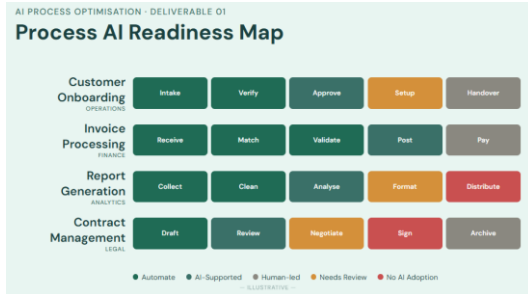 AI PROCESS OPTIMISATION · DELIVERABLE 01
Process AI Readiness Map
Customer
Onboarding
OPERATIONS
Intake Verify Approve Setup Handover
Invoice
Processing
FINANCE
Receive Match Validate Post Pay
Report
Generation
ANALYTICS
Collect Clean Analyse Format Distribute
Contract
Management
LEGAL
Draft Review Negotiate Sign Archive
Automate AI-Supported Human-led Needs Review No AI Adoption
— ILLUSTRATIVE —